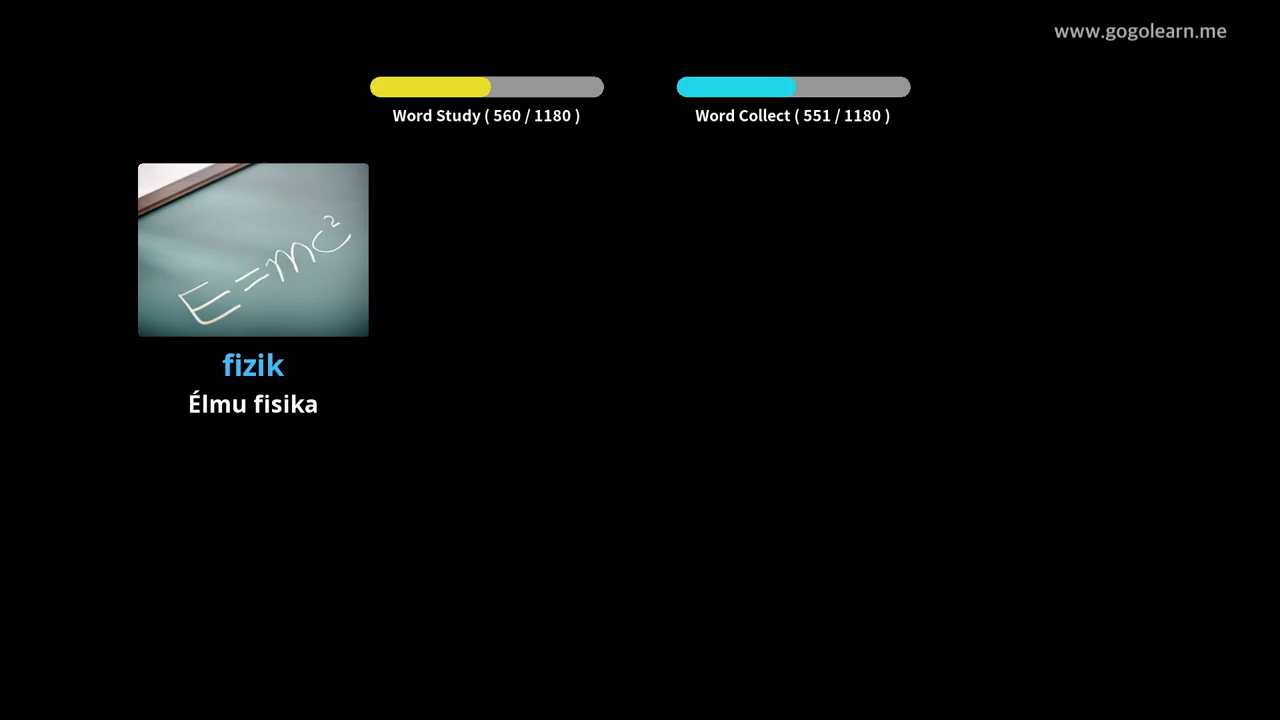 www.gogolearn.me
Word Study ( 560 / 1180 )
Word Collect ( 551 / 1180 )
E=mc²
fizik
Élmu fisika